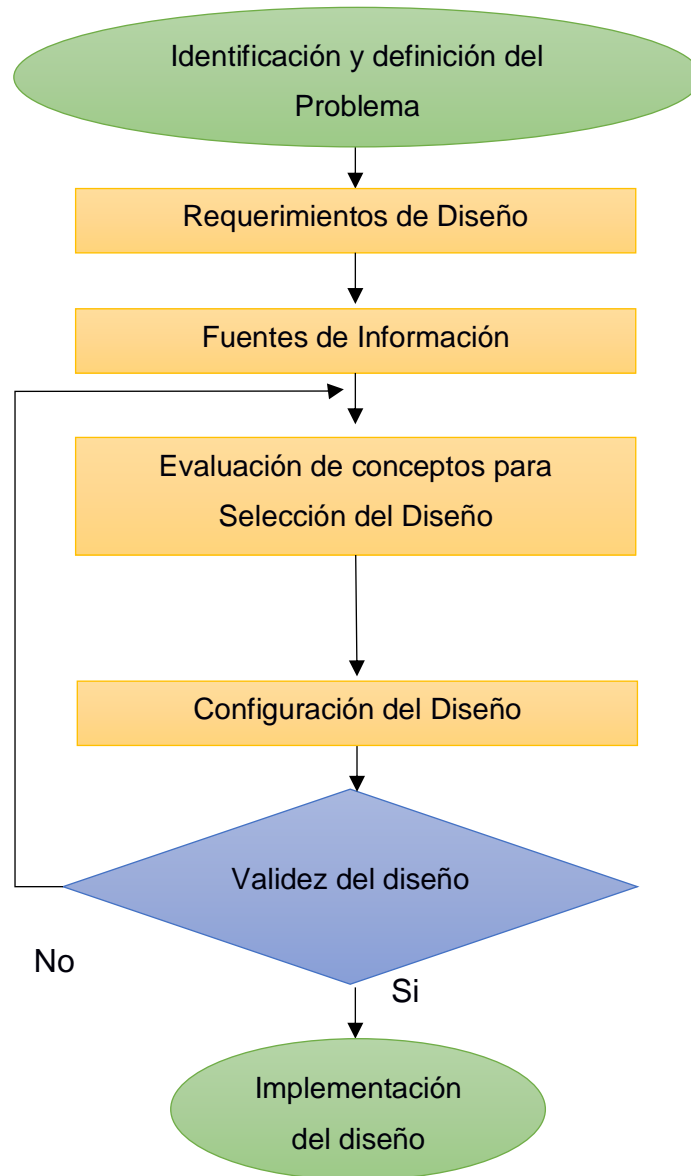 Identificación y definición del
Problema
Requerimientos de Diseño
Fuentes de Información
Evaluación de conceptos para
Selección del Diseño
Configuración del Diseño
Validez del diseño
No
Si
Implementación
del diseño